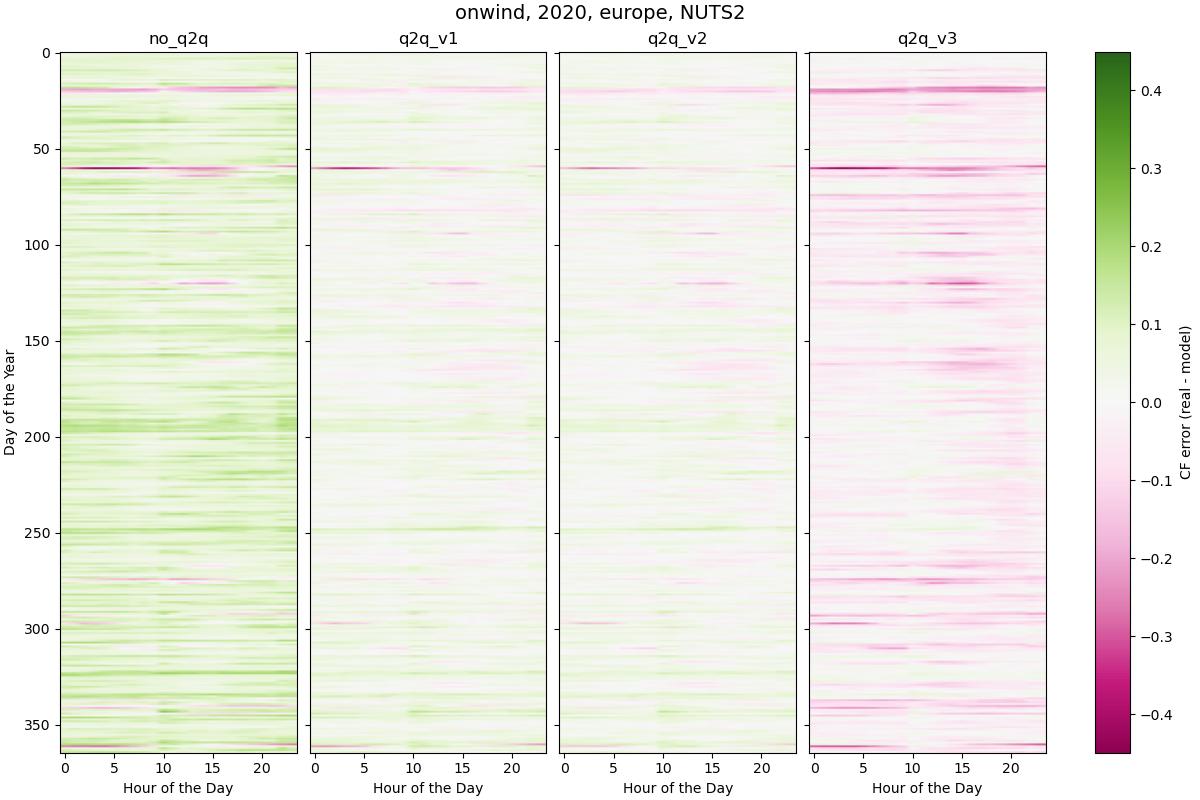 onwind, 2020, europe, NUTS2
no_q2q
q2q_v1
q2q_v2
q2q_v3
Day of the Year
0
50
100
150
200
250
300
350
0 5 10 15 20
0 5 10 15 20
0 5 10 15 20
0 5 10 15 20
Hour of the Day
Hour of the Day
Hour of the Day
Hour of the Day
0.4
0.3
0.2
0.1
0.0
−0.1
−0.2
−0.3
−0.4
CF error (real - model)